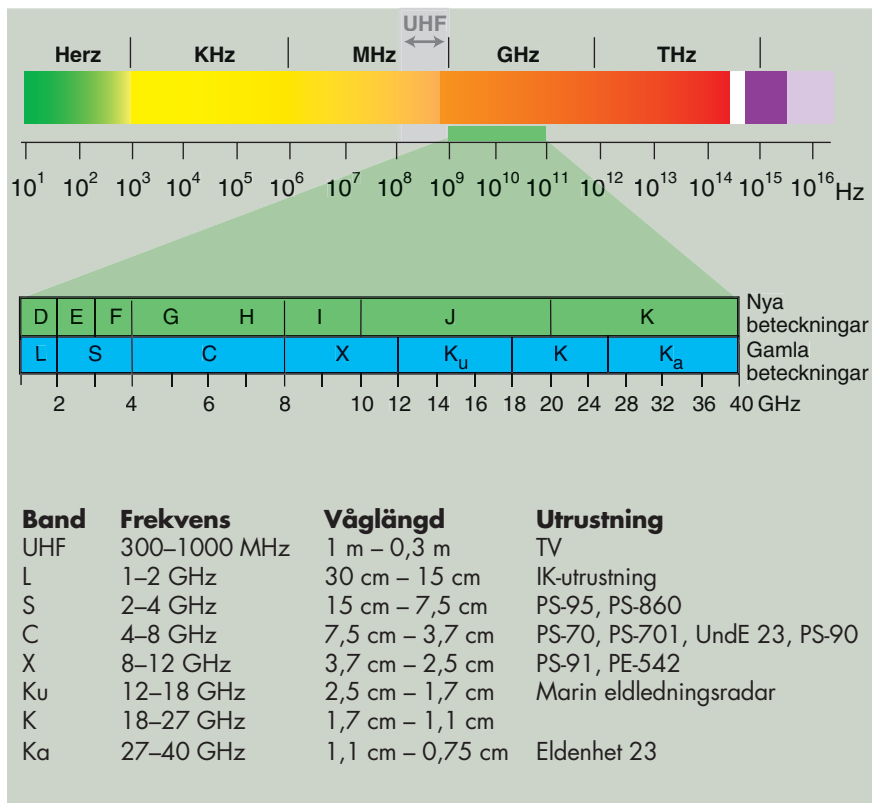 UHF
Herz KHz MHz GHz THz
10¹ 10² 10³ 10⁴ 10⁵ 10⁶ 10⁷ 10⁸ 10⁹ 10¹⁰ 10¹¹ 10¹² 10¹³ 10¹⁴ 10¹⁵ 10¹⁶ Hz
D E F G H I J K Nya beteckningar
L S C X Kᵤ K Kₐ Gamla beteckningar
2 4 6 8 10 12 14 16 18 20 24 28 32 36 40 GHz
Band Frekvens Våglängd Utrustning
UHF 300–1000 MHz 1 m – 0,3 m TV
L 1–2 GHz 30 cm – 15 cm IK-utrustning
S 2–4 GHz 15 cm – 7,5 cm PS-95, PS-860
C 4–8 GHz 7,5 cm – 3,7 cm PS-70, PS-701, UndE 23, PS-90
X 8–12 GHz 3,7 cm – 2,5 cm PS-91, PE-542
Ku 12–18 GHz 2,5 cm – 1,7 cm Marin eldledningsradar
K 18–27 GHz 1,7 cm – 1,1 cm
Ka 27–40 GHz 1,1 cm – 0,75 cm Eldenhet 23